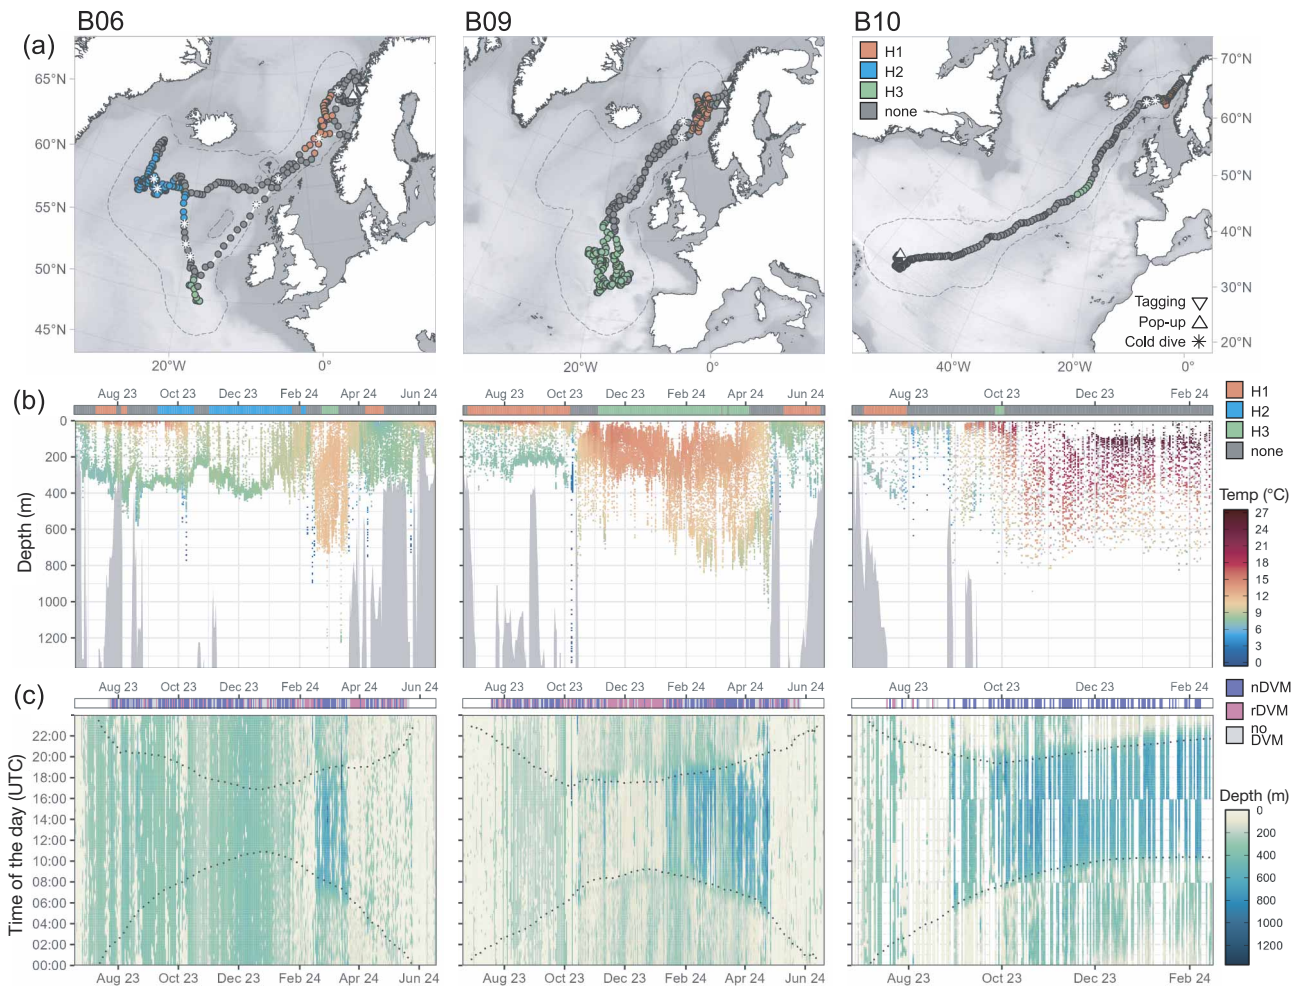 B06 B09 B10
(a)
65°N
60°N
55°N
50°N
45°N
20°W 0°
20°W 0°
H1
H2
H3
none
70°N
60°N
50°N
40°N
30°N
20°N
Tagging
Pop-up
Cold dive
40°W 20°W 0°
(b)
Aug 23 Oct 23 Dec 23 Feb 24 Apr 24 Jun 24
Aug 23 Oct 23 Dec 23 Feb 24 Apr 24
Aug 23 Oct 23 Dec 23 Feb 24
H1
H2
H3
none
Depth (m)
0
200
400
600
800
1000
1200
Temp (°C)
27
24
21
18
15
12
9
6
3
0
(c)
Aug 23 Oct 23 Dec 23 Feb 24 Apr 24 Jun 24
Aug 23 Oct 23 Dec 23 Feb 24 Apr 24
Aug 23 Oct 23 Dec 23 Feb 24
nDVM
rDVM
no
DVM
Time of the day (UTC)
22:00
20:00
18:00
16:00
14:00
12:00
10:00
08:00
06:00
04:00
02:00
00:00
Depth (m)
0
200
400
600
800
1000
1200
Aug 23 Oct 23 Dec 23 Feb 24 Apr 24 Jun 24
Aug 23 Oct 23 Dec 23 Feb 24 Apr 24
Aug 23 Oct 23 Dec 23 Feb 24